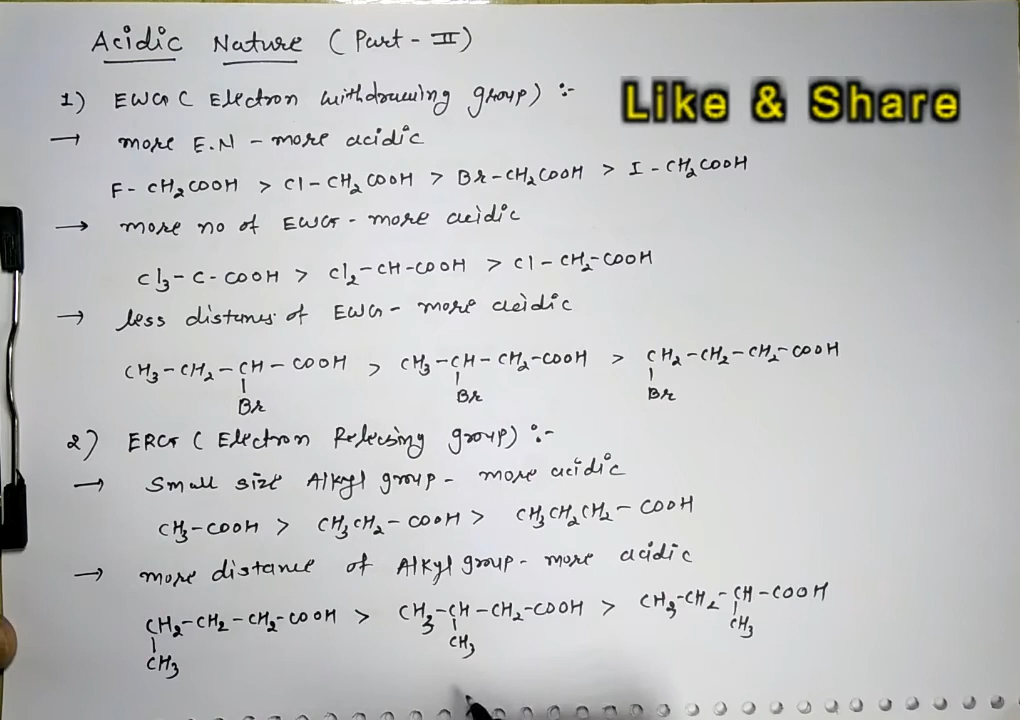 Acidic Nature (Part-II)
1) EWG (Electron withdrawing group) :-
Like & Share
→ more E.N - more acidic
F-CH₂COOH > Cl-CH₂COOH > Br-CH₂COOH > I-CH₂COOH
→ more no of EWG - more acidic
Cl₃-C-COOH > Cl₂-CH-COOH > Cl-CH₂-COOH
→ less distance of EWG - more acidic
CH₃-CH₂-CH-COOH > CH₃-CH-CH₂-COOH > CH₂-CH₂-CH₂-COOH
Br Br Br
2) ERG (Electron Releasing group) :-
→ Small size Alkyl group - more acidic
CH₃-COOH > CH₃CH₂-COOH > CH₃CH₂CH₂-COOH
→ more distance of Alkyl group - more acidic
CH₂-CH₂-CH₂-COOH > CH₃-CH-CH₂-COOH > CH₃-CH₂-CH-COOH
CH₃ CH₃ CH₃